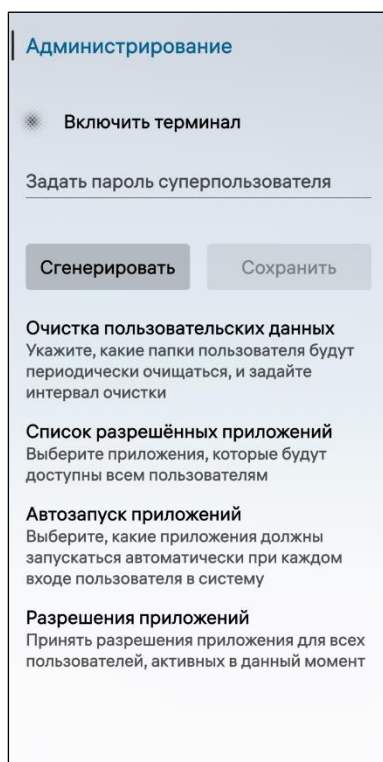 Администрирование
Включить терминал
Задать пароль суперпользователя
Сгенерировать Сохранить
Очистка пользовательских данных
Укажите, какие папки пользователя будут
периодически очищаться, и задайте
интервал очистки
Список разрешённых приложений
Выберите приложения, которые будут
доступны всем пользователям
Автозапуск приложений
Выберите, какие приложения должны
запускаться автоматически при каждом
входе пользователя в систему
Разрешения приложений
Принять разрешения приложения для всех
пользователей, активных в данный момент